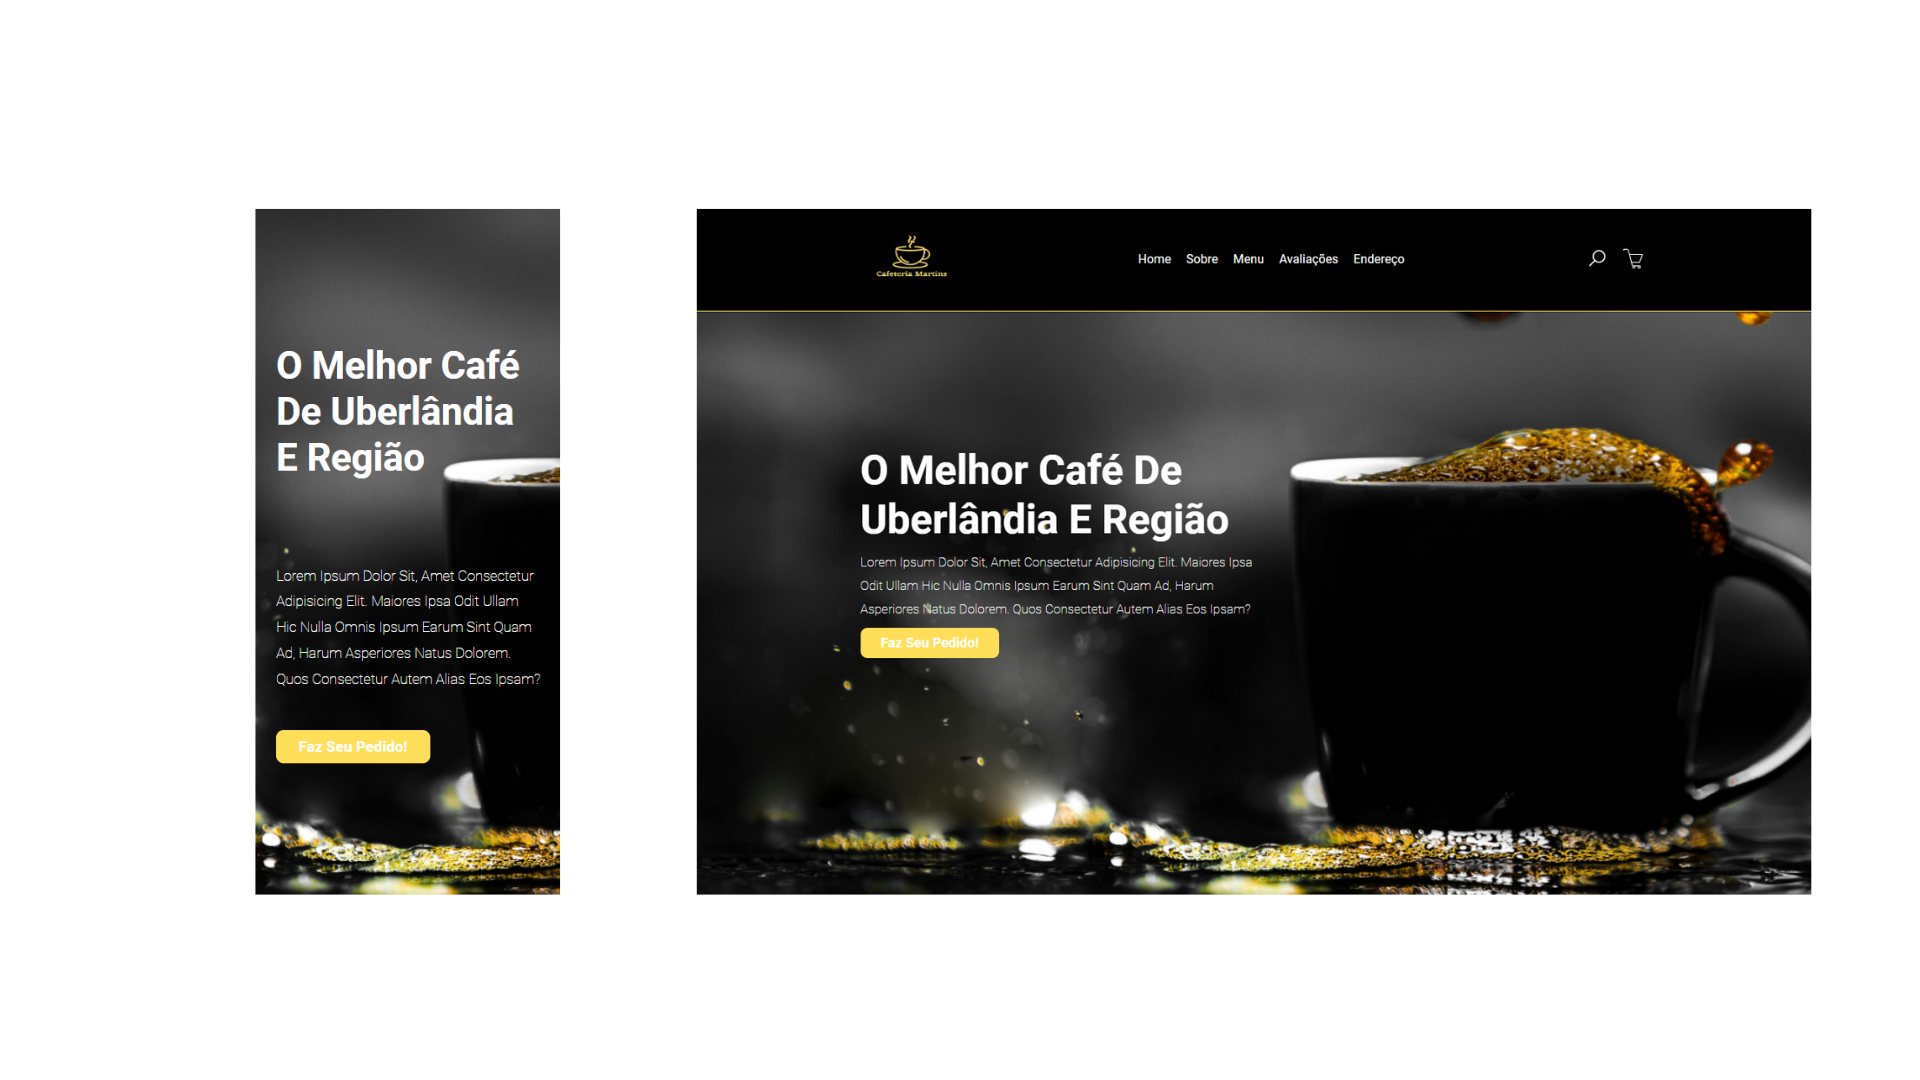 O Melhor Café
De Uberlândia
E Região
Lorem Ipsum Dolor Sit, Amet Consectetur
Adipisicing Elit. Maiores Ipsa Odit Ullam
Hic Nulla Omnis Ipsum Earum Sint Quam
Ad, Harum Asperiores Natus Dolorem.
Quos Consectetur Autem Alias Eos Ipsam?
Faz Seu Pedido!
Cafeteria Martins
Home Sobre Menu Avaliações Endereço
O Melhor Café De
Uberlândia E Região
Lorem Ipsum Dolor Sit, Amet Consectetur Adipisicing Elit. Maiores Ipsa
Odit Ullam Hic Nulla Omnis Ipsum Earum Sint Quam Ad, Harum
Asperiores Natus Dolorem. Quos Consectetur Autem Alias Eos Ipsam?
Faz Seu Pedido!